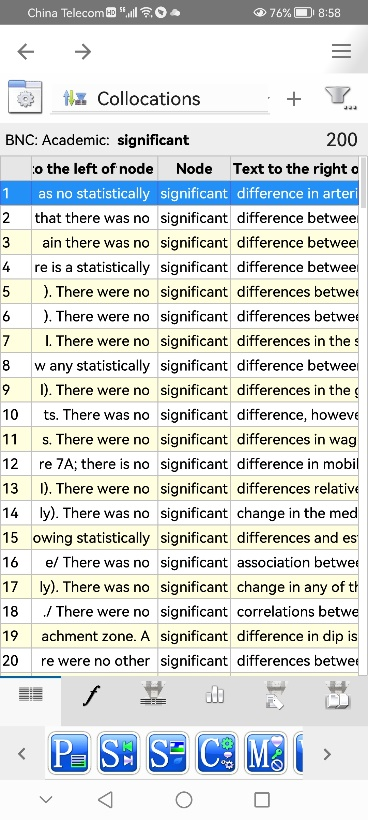 China Telecom HD 76% 8:58
Collocations
BNC: Academic: significant 200
to the left of node Node Text to the right o
1 as no statistically significant difference in arteri
2 that there was no significant difference between
3 ain there was no significant difference between
4 re is a statistically significant difference between
5 ). There were no significant differences betwee
6 ). There were no significant differences betwee
7 l. There were no significant differences in the s
8 w any statistically significant difference between
9 l). There were no significant differences in the g
10 ts. There was no significant difference, howeve
11 s. There were no significant differences in wag
12 re 7A; there is no significant difference in mobil
13 l). There were no significant differences relative
14 ly). There was no significant change in the med
15 owing statistically significant differences and es
16 e/ There was no significant association betwee
17 ly). There was no significant change in any of th
18 ./ There were no significant correlations betwe
19 achment zone. A significant difference in dip is
20 re were no other significant differences betwee
f
P S S C M